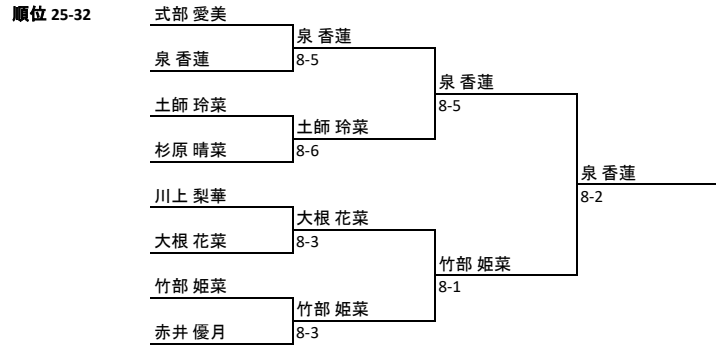 順位 25-32
式部 愛美
泉 香蓮
泉 香蓮
8-5
泉 香蓮
8-5
土師 玲菜
土師 玲菜
杉原 晴菜
8-6
泉 香蓮
8-2
川上 梨華
大根 花菜
大根 花菜
8-3
竹部 姫菜
8-1
竹部 姫菜
竹部 姫菜
赤井 優月
8-3